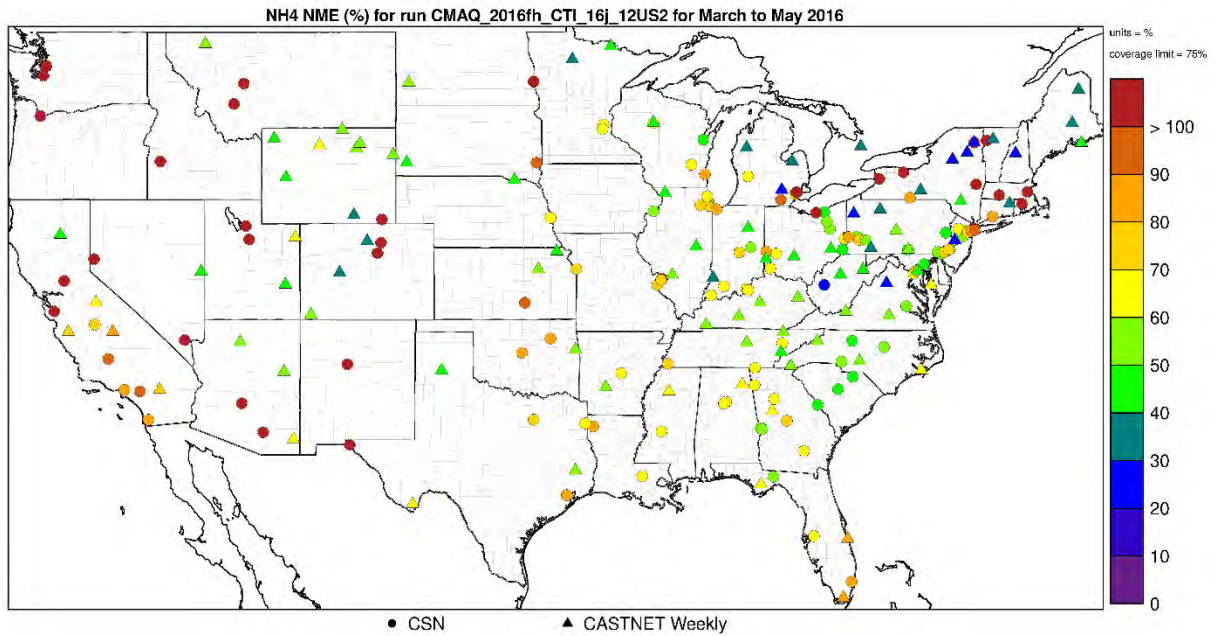 NH4 NME (%) for run CMAQ_2016fh_CTI_16j_12US2 for March to May 2016
units = %
coverage limit = 75%
> 100
90
80
70
60
50
40
30
20
10
0
CSN
CASTNET Weekly